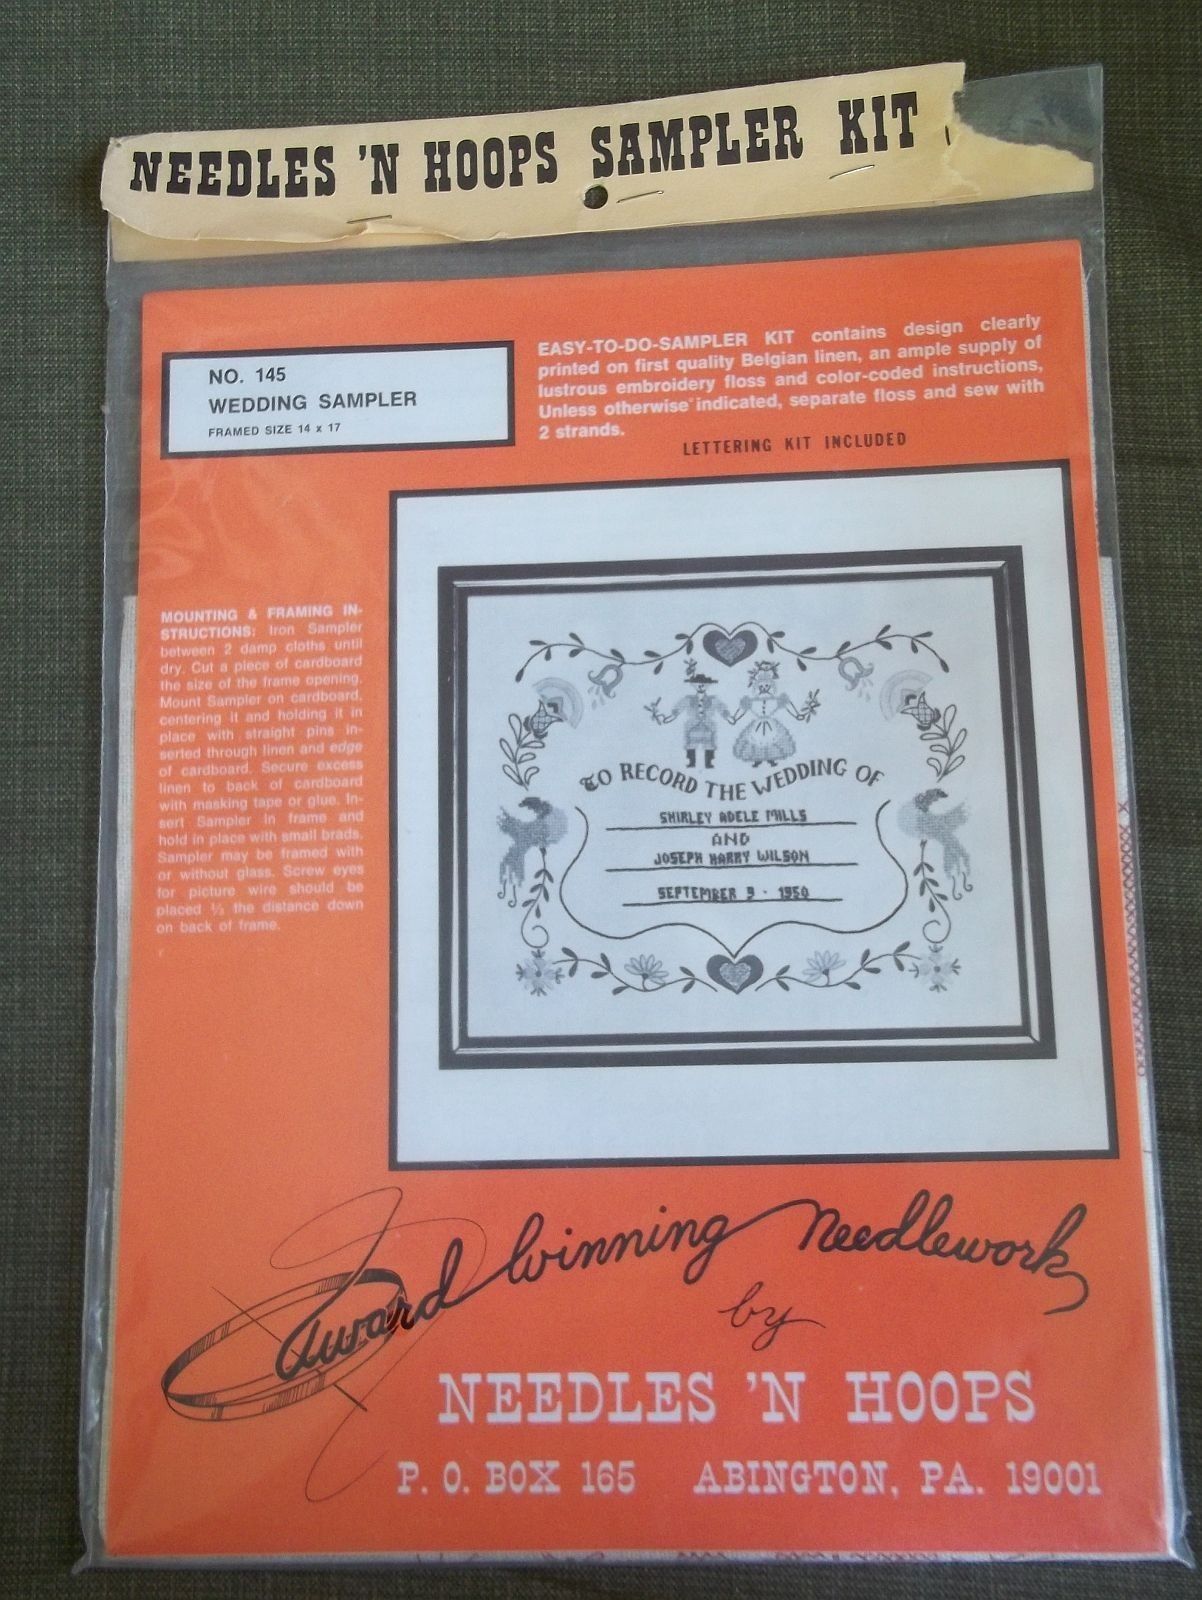 NEEDLES 'N HOOPS SAMPLER KIT
NO. 145
WEDDING SAMPLER
FRAMED SIZE 14 x 17
EASY-TO-DO-SAMPLER KIT contains design clearly
printed on first quality Belgian linen, an ample supply of
lustrous embroidery floss and color-coded instructions,
Unless otherwise indicated, separate floss and sew with
2 strands.
LETTERING KIT INCLUDED
MOUNTING & FRAMING IN-
STRUCTIONS: Iron Sampler
between 2 damp cloths until
dry. Cut a piece of cardboard
the size of the frame opening.
Mount Sampler on cardboard,
centering it and holding it in
place with straight pins in-
serted through linen and edge
of cardboard. Secure excess
linen to back of cardboard
with masking tape or glue. In-
sert Sampler in frame and
hold in place with small brads.
Sampler may be framed with
or without glass. Screw eyes
for picture wire should be
placed ⅓ the distance down
on back of frame.
TO RECORD THE WEDDING OF
SHIRLEY ADELE MILLS
AND
JOSEPH HARRY WILSON
SEPTEMBER 9 - 1950
Award Winning Needlework
by
NEEDLES 'N HOOPS
P. O. BOX 165 ABINGTON, PA. 19001